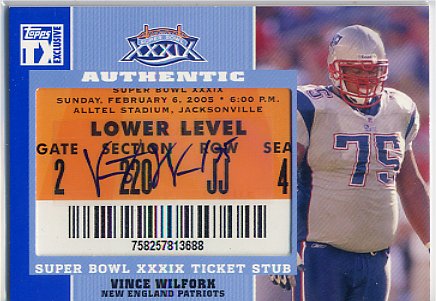 Topps
EXCLUSIVE
SUPER BOWL
XXXIX
AUTHENTIC
SUPER BOWL XXXIX
SUNDAY, FEBRUARY 6, 2005 • 6:00 P.M.
ALLTEL STADIUM, JACKSONVILLE
LOWER LEVEL
GATE SECTION ROW SEA
2 220 JJ 4
758257813688
75
SUPER BOWL XXXIX TICKET STUB
VINCE WILFORK
NEW ENGLAND PATRIOTS